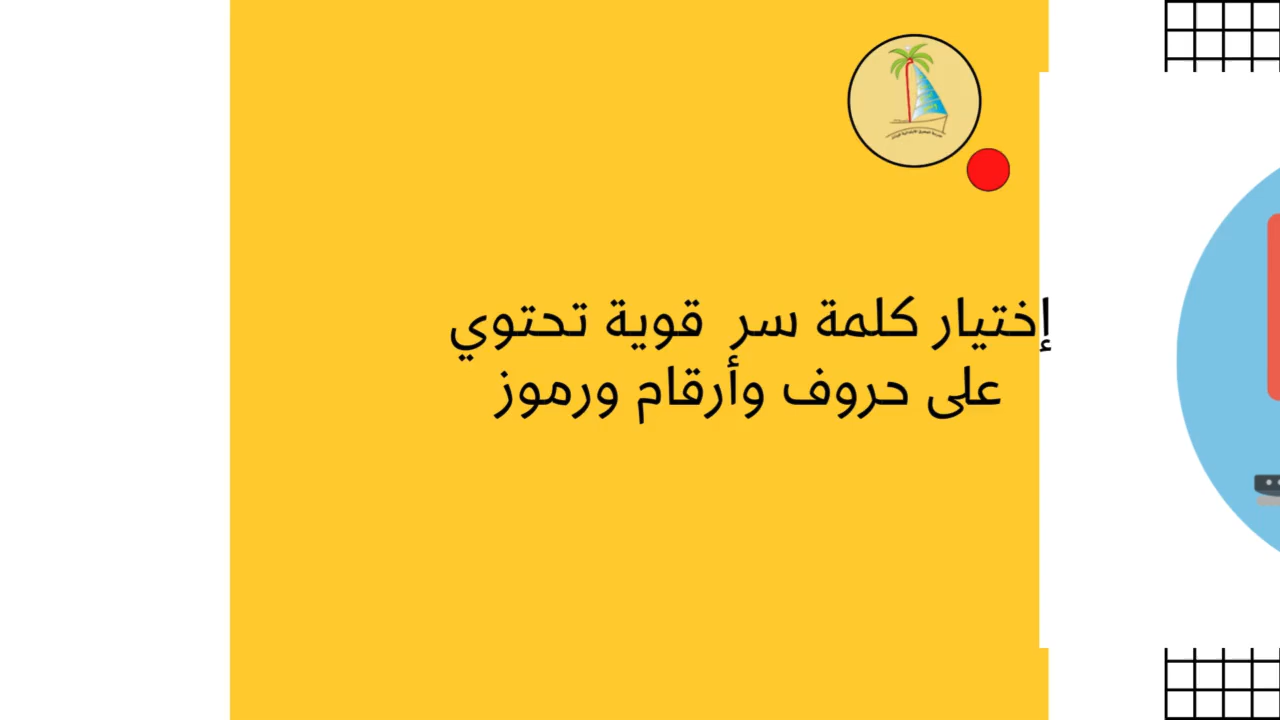 إختيار كلمة سر قوية تحتوي
على حروف وأرقام ورموز